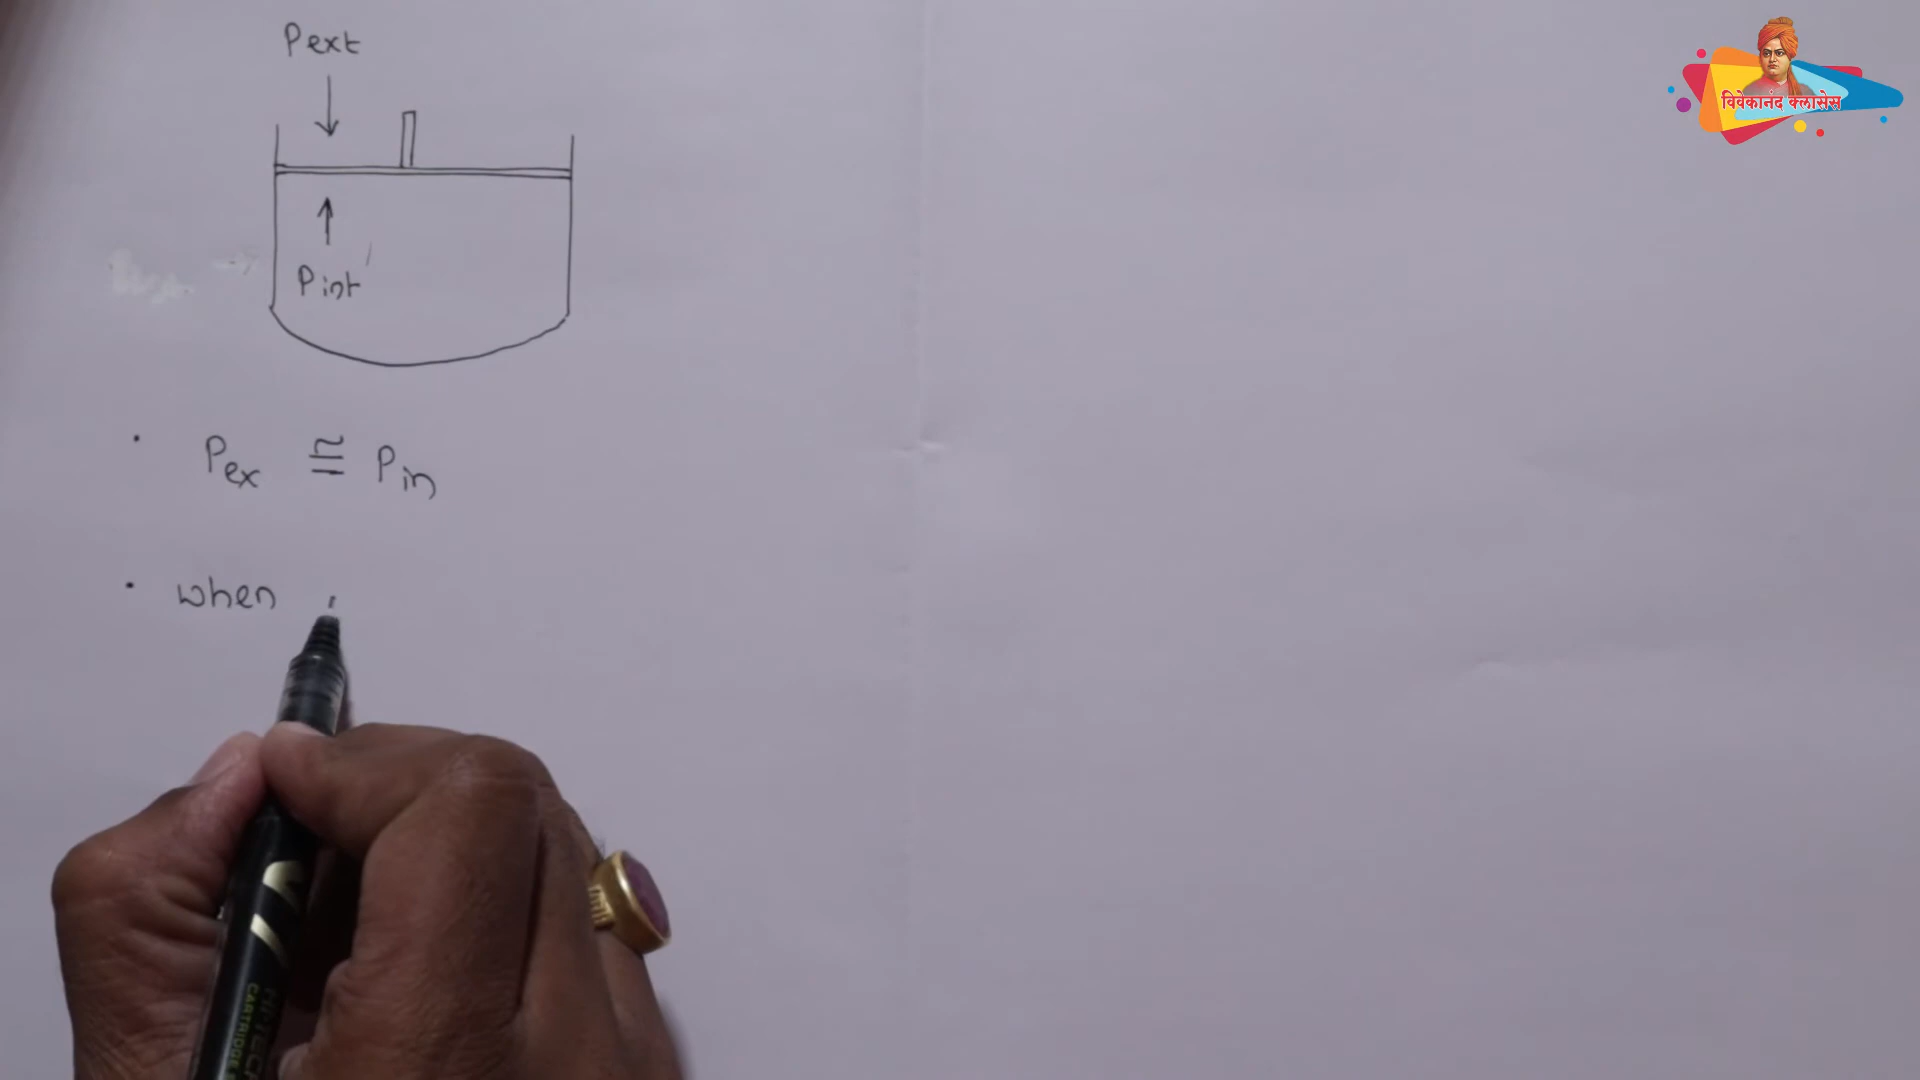 Pext
विवेकानंद क्लासेस
Pint
• Pex ≅ Pin
• when